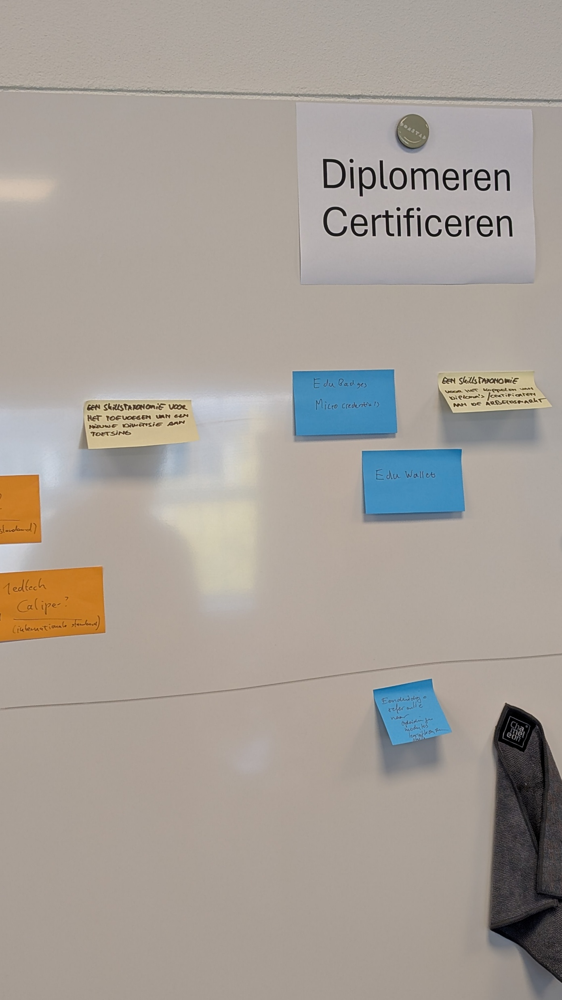 DOMSTAD
Diplomeren
Certificeren
EEN SKILLSTAXONOMIE VOOR
HET TOEVOEGEN VAN EEN
NIEUWE DIMENSIE AAN
TOETSING
Edu Badges
Micro credentials
EEN SKILLSTAXONOMIE
VOOR HET KOPPELEN VAN
DIPLOMA'S / CERTIFICATEN
AAN DE ARBEIDSMARKT
Edu Wallet
standaard)
1edtech
Caliper?
(internationale standaard)
Eenduidige
referentie
naar
Opleidingen
modules
leeruitkomsten
skills
Cha
mel
eon